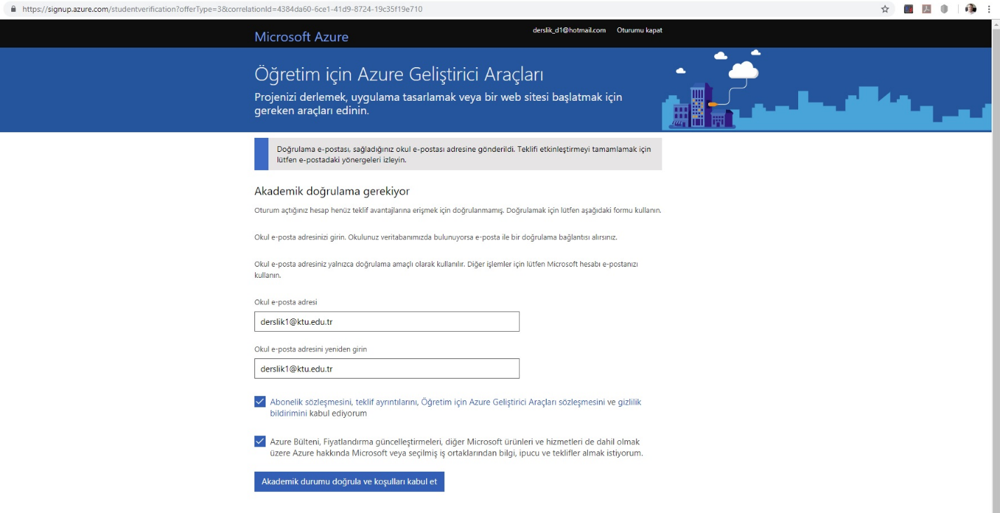 https://signup.azure.com/studentverification?offerType=3&correlationId=4384da60-6ce1-41d9-8724-19c35f19e710
Microsoft Azure
derslik_d1@hotmail.com
Oturumu kapat
Öğretim için Azure Geliştirici Araçları
Projenizi derlemek, uygulama tasarlamak veya bir web sitesi başlatmak için
gereken araçları edinin.
Doğrulama e-postası, sağladığınız okul e-postası adresine gönderildi. Teklifi etkinleştirmeyi tamamlamak için
lütfen e-postadaki yönergeleri izleyin.
Akademik doğrulama gerekiyor
Oturum açtığınız hesap henüz teklif avantajlarına erişmek için doğrulanmamış. Doğrulamak için lütfen aşağıdaki formu kullanın.
Okul e-posta adresinizi girin. Okulunuz veritabanımızda bulunuyorsa e-posta ile bir doğrulama bağlantısı alırsınız.
Okul e-posta adresiniz yalnızca doğrulama amaçlı olarak kullanılır. Diğer işlemler için lütfen Microsoft hesabı e-postanızı
kullanın.
Okul e-posta adresi
derslik1@ktu.edu.tr
Okul e-posta adresini yeniden girin
derslik1@ktu.edu.tr
Abonelik sözleşmesini, teklif ayrıntılarını, Öğretim için Azure Geliştirici Araçları sözleşmesini ve gizlilik
bildirimini kabul ediyorum
Azure Bülteni, Fiyatlandırma güncelleştirmeleri, diğer Microsoft ürünleri ve hizmetleri de dahil olmak
üzere Azure hakkında Microsoft veya seçilmiş iş ortaklarından bilgi, ipucu ve teklifler almak istiyorum.
Akademik durumu doğrula ve koşulları kabul et